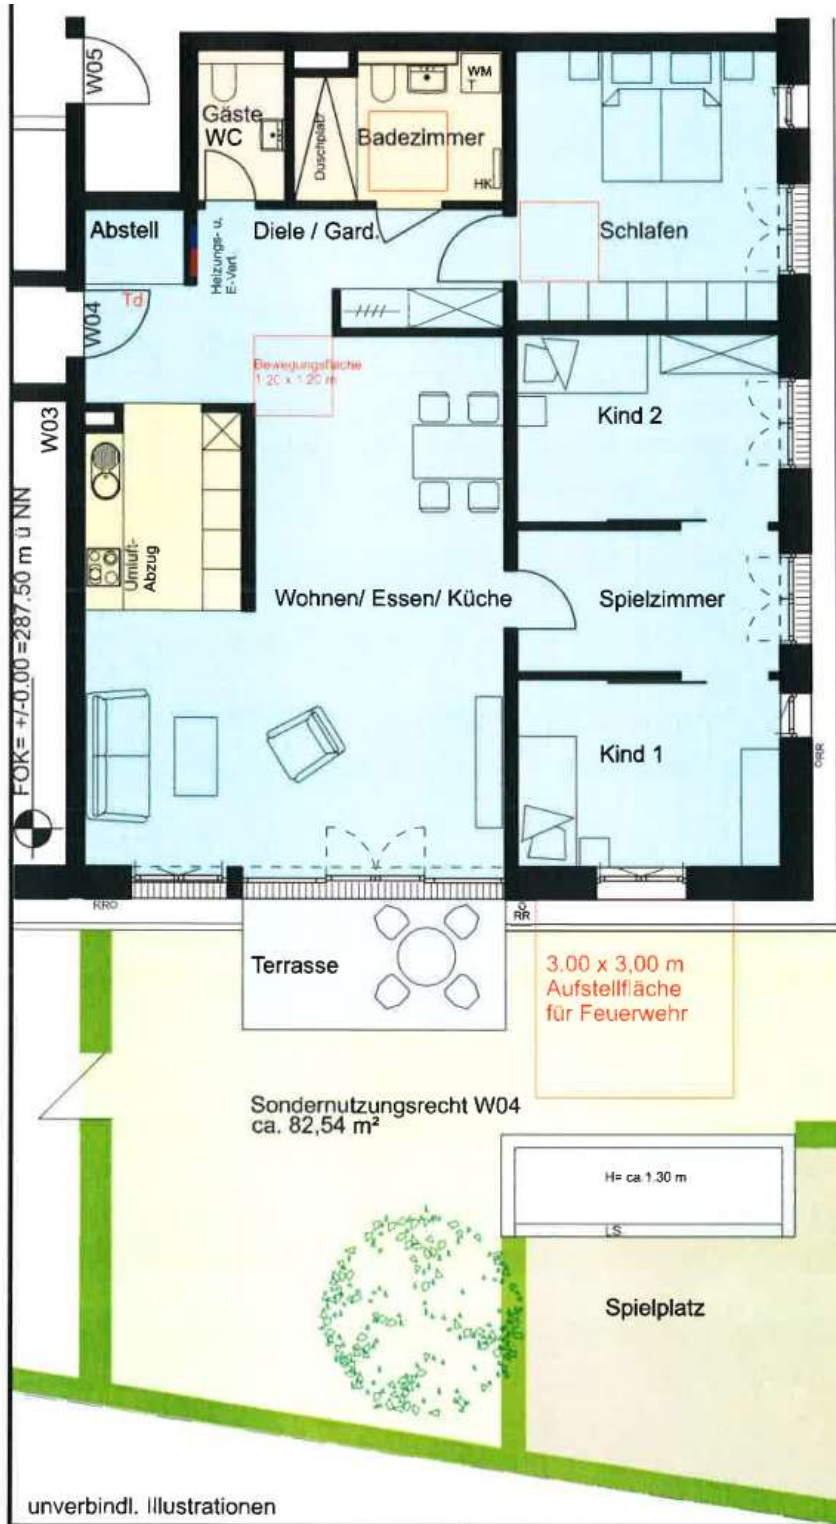 W05
Gäste
WC
Duschplatz
WM
T
Badezimmer
HK
Abstell
Heizungs- u.
E-Vert.
Diele / Gard.
Schlafen
Td
W04
Bewegungsfläche
1.20 x 1.20 m
W03
Kind 2
FOK= +/-0.00 =287.50 m ü NN
Umluft-
Abzug
Wohnen/ Essen/ Küche
Spielzimmer
Kind 1
ÖRR
RRO
Ö
RR
Terrasse
3.00 x 3,00 m
Aufstellfläche
für Feuerwehr
Sondernutzungsrecht W04
ca. 82,54 m²
H= ca.1.30 m
LS
Spielplatz
unverbindl. Illustrationen